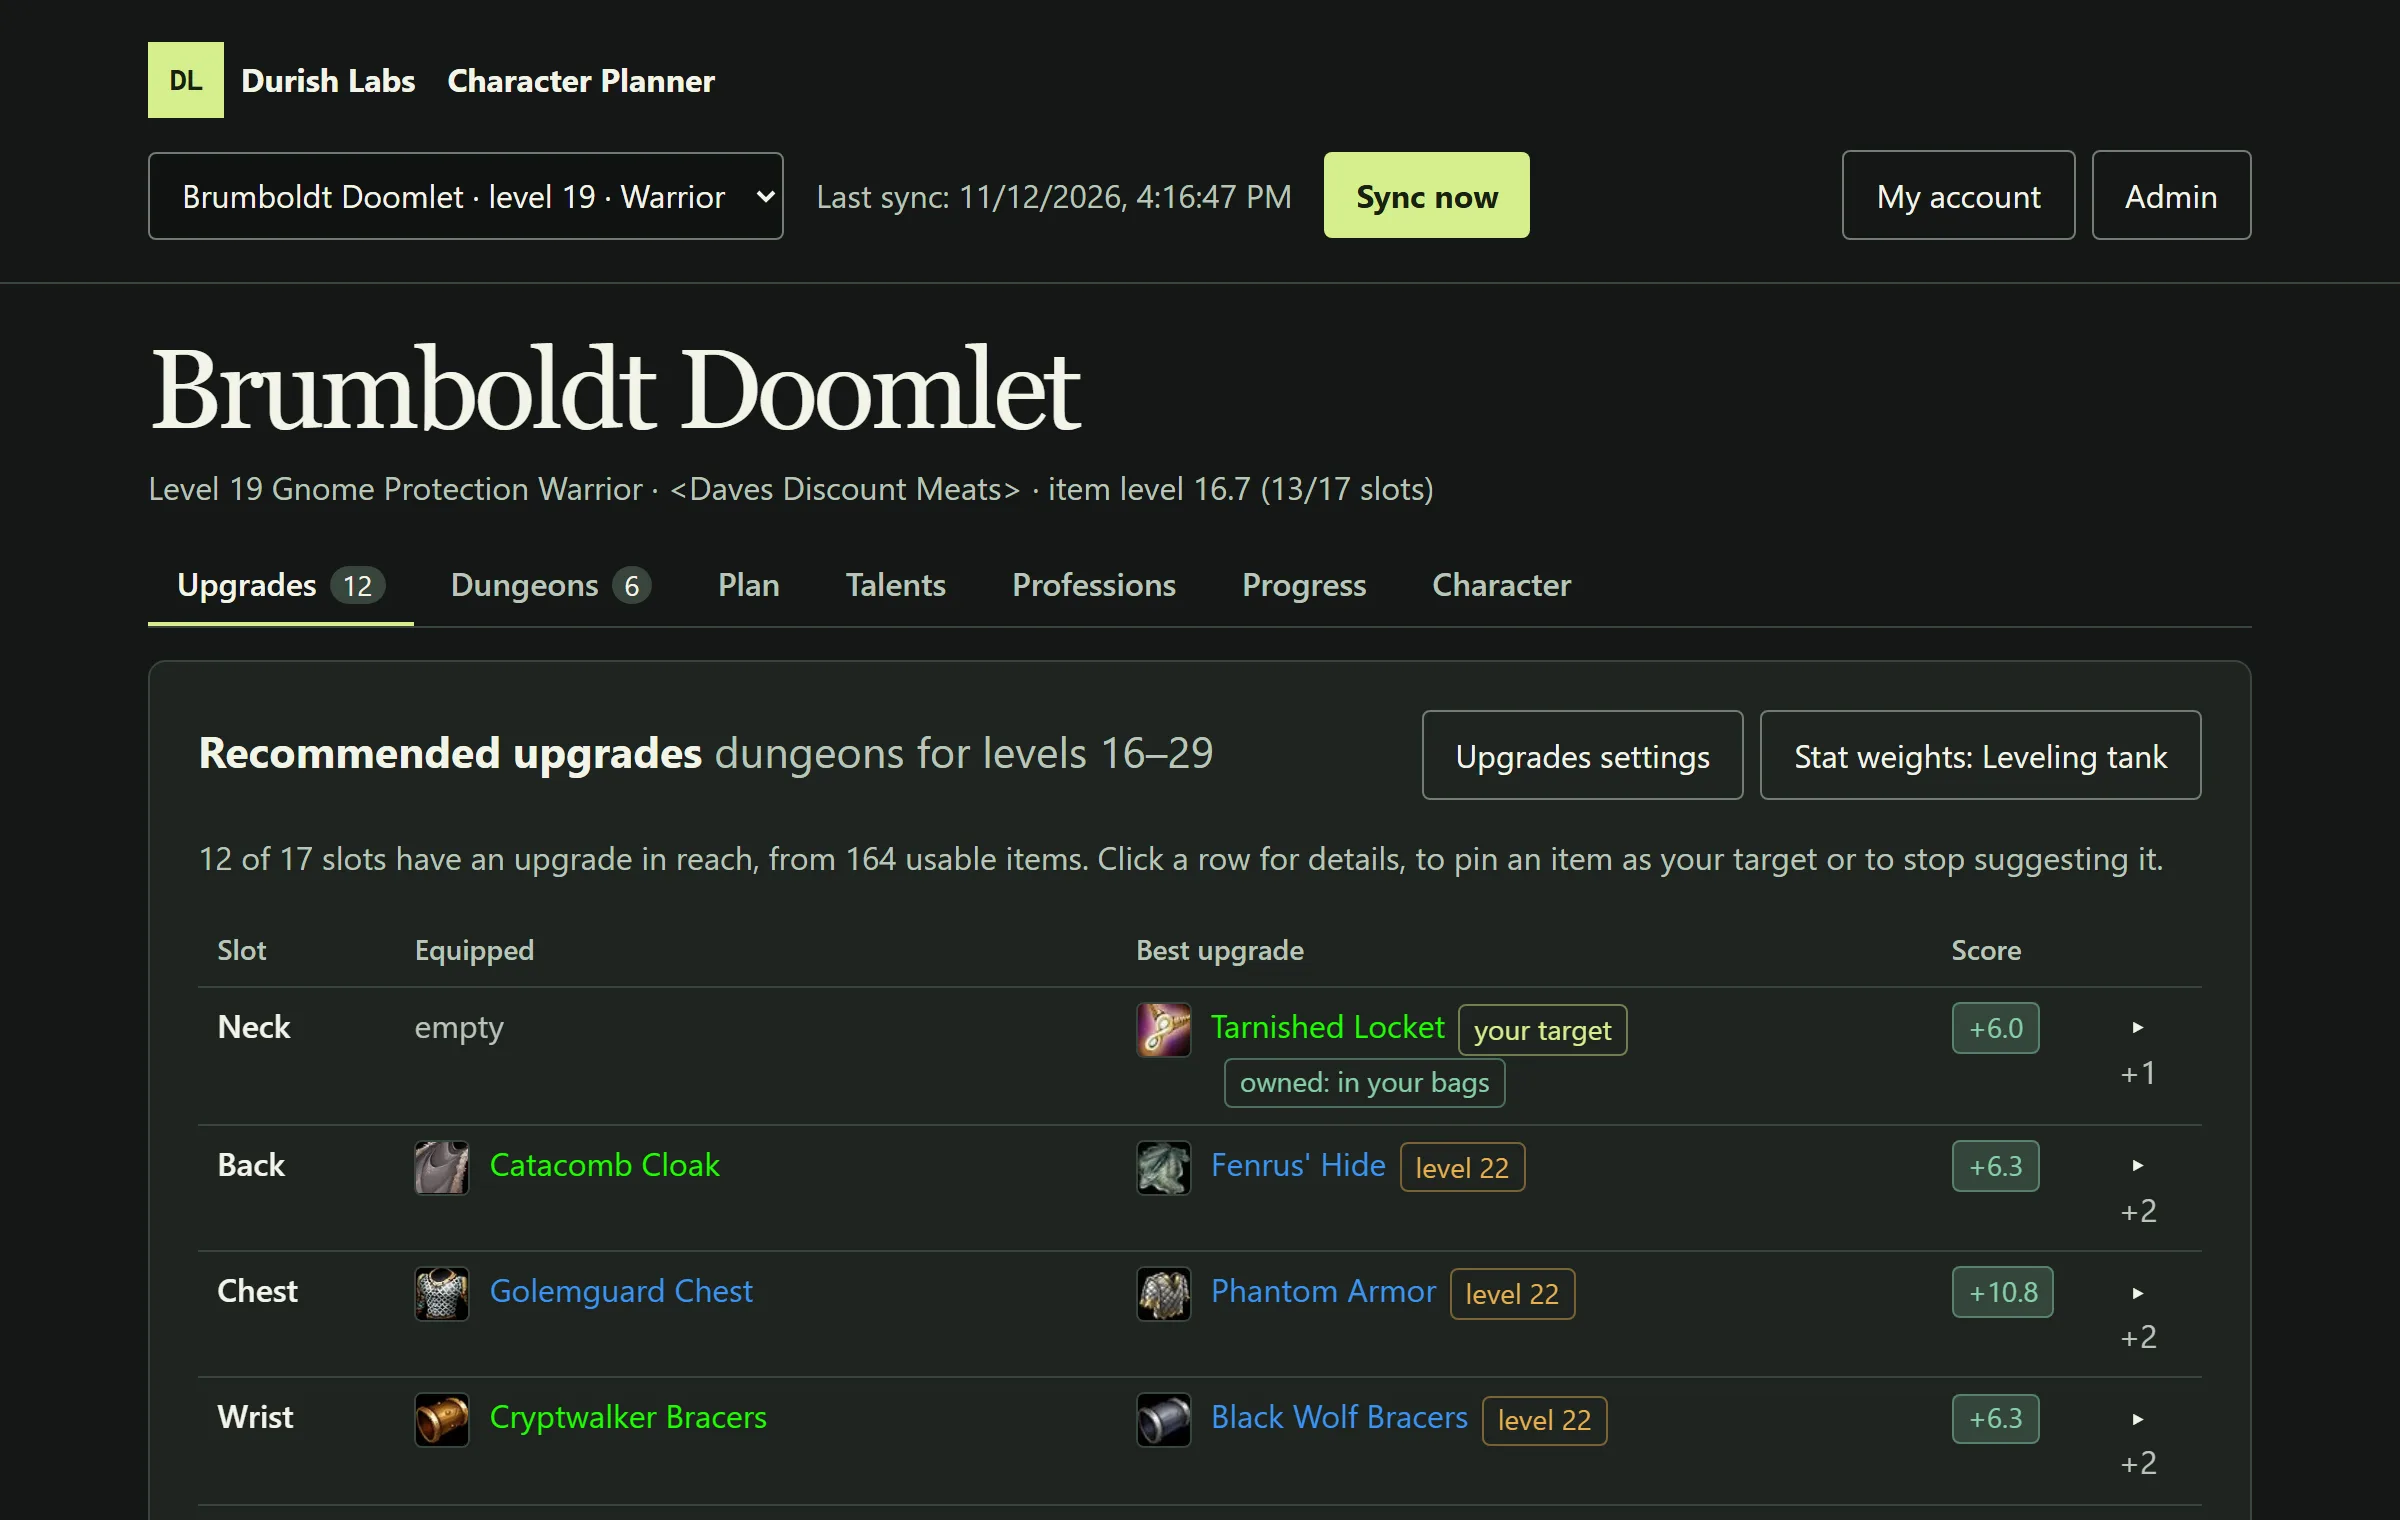 DL Durish Labs Character Planner
Brumboldt Doomlet · level 19 · Warrior Last sync: 11/12/2026, 4:16:47 PM Sync now My account Admin
Brumboldt Doomlet
Level 19 Gnome Protection Warrior · <Daves Discount Meats> · item level 16.7 (13/17 slots)
Upgrades 12 Dungeons 6 Plan Talents Professions Progress Character
Recommended upgrades dungeons for levels 16–29 Upgrades settings Stat weights: Leveling tank
12 of 17 slots have an upgrade in reach, from 164 usable items. Click a row for details, to pin an item as your target or to stop suggesting it.
Slot Equipped Best upgrade Score
Neck empty Tarnished Locket your target +6.0
owned: in your bags +1
Back Catacomb Cloak Fenrus' Hide level 22 +6.3
+2
Chest Golemguard Chest Phantom Armor level 22 +10.8
+2
Wrist Cryptwalker Bracers Black Wolf Bracers level 22 +6.3
+2